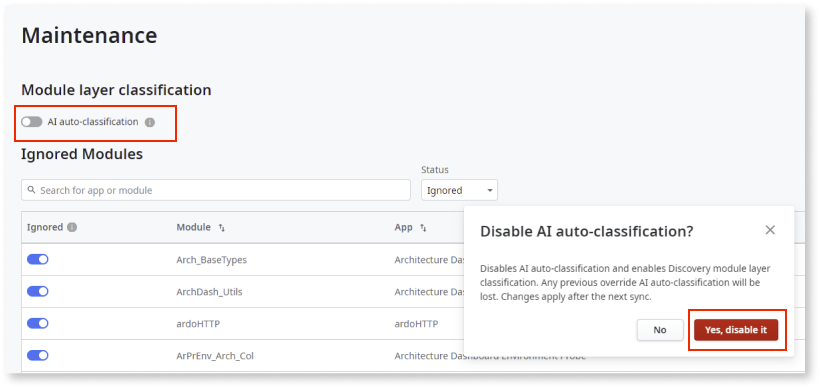 Maintenance
Module layer classification
AI auto-classification
Ignored Modules
Status
Search for app or module
Ignored
Ignored Module App
Arch_BaseTypes Architecture Das
ArchDash_Utils Architecture Das
ardoHTTP ardoHTTP
ArPrEnv_Arch_Col Architecture Dashboard Environment Probe
Disable AI auto-classification?
Disables AI auto-classification and enables Discovery module layer
classification. Any previous override AI auto-classification will be
lost. Changes apply after the next sync.
No
Yes, disable it